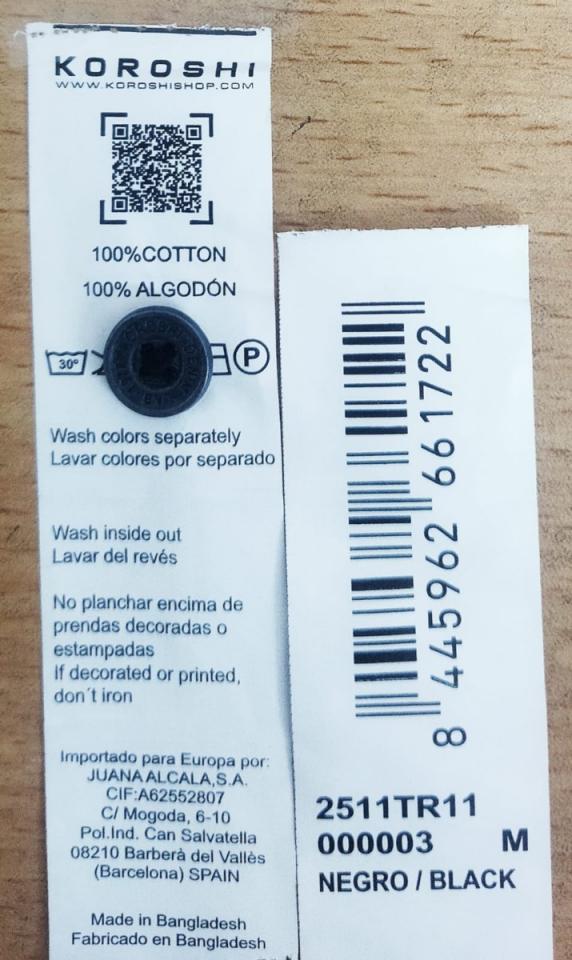 KOROSHI
WWW.KOROSHISHOP.COM
100%COTTON
100% ALGODÓN
30º
P
Wash colors separately
Lavar colores por separado
Wash inside out
Lavar del revés
No planchar encima de
prendas decoradas o
estampadas
If decorated or printed,
don´t iron
Importado para Europa por:
JUANA ALCALA,S.A.
CIF:A62552807
C/ Mogoda, 6-10
Pol.Ind. Can Salvatella
08210 Barberà del Vallès
(Barcelona) SPAIN
Made in Bangladesh
Fabricado en Bangladesh
8 445962 661722
2511TR11
000003 M
NEGRO / BLACK